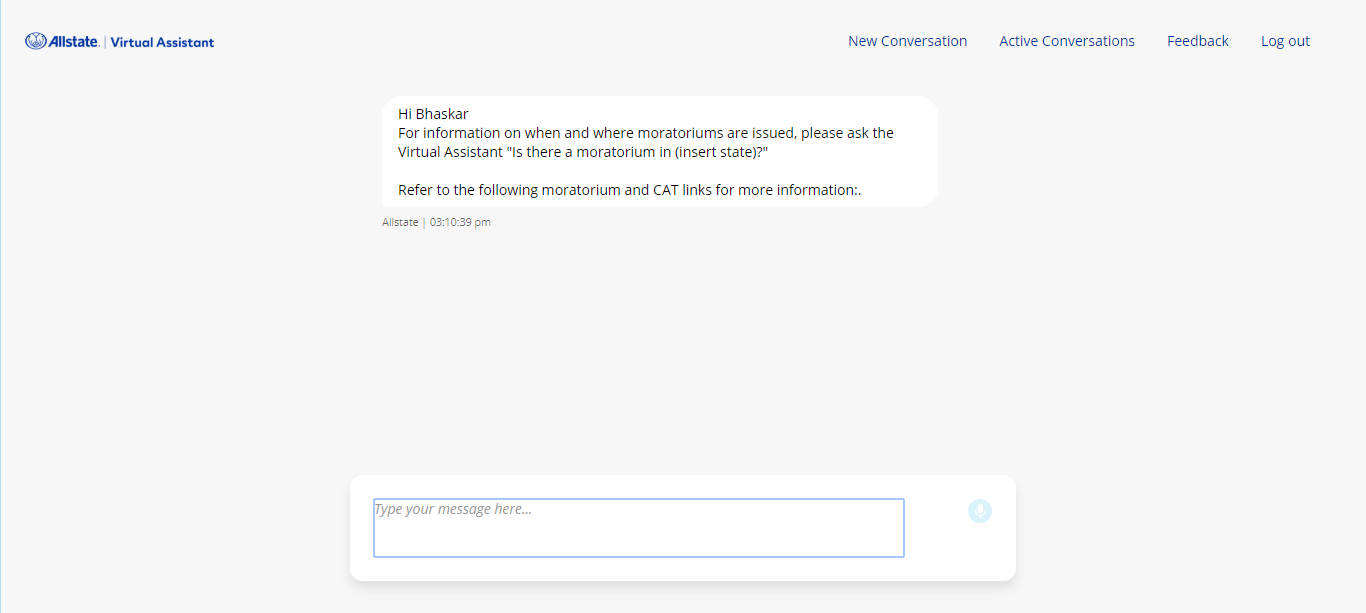 Allstate. | Virtual Assistant
New Conversation
Active Conversations
Feedback
Log out
Hi Bhaskar
For information on when and where moratoriums are issued, please ask the
Virtual Assistant "Is there a moratorium in (insert state)?"
Refer to the following moratorium and CAT links for more information:.
Allstate | 03:10:39 pm
Type your message here...